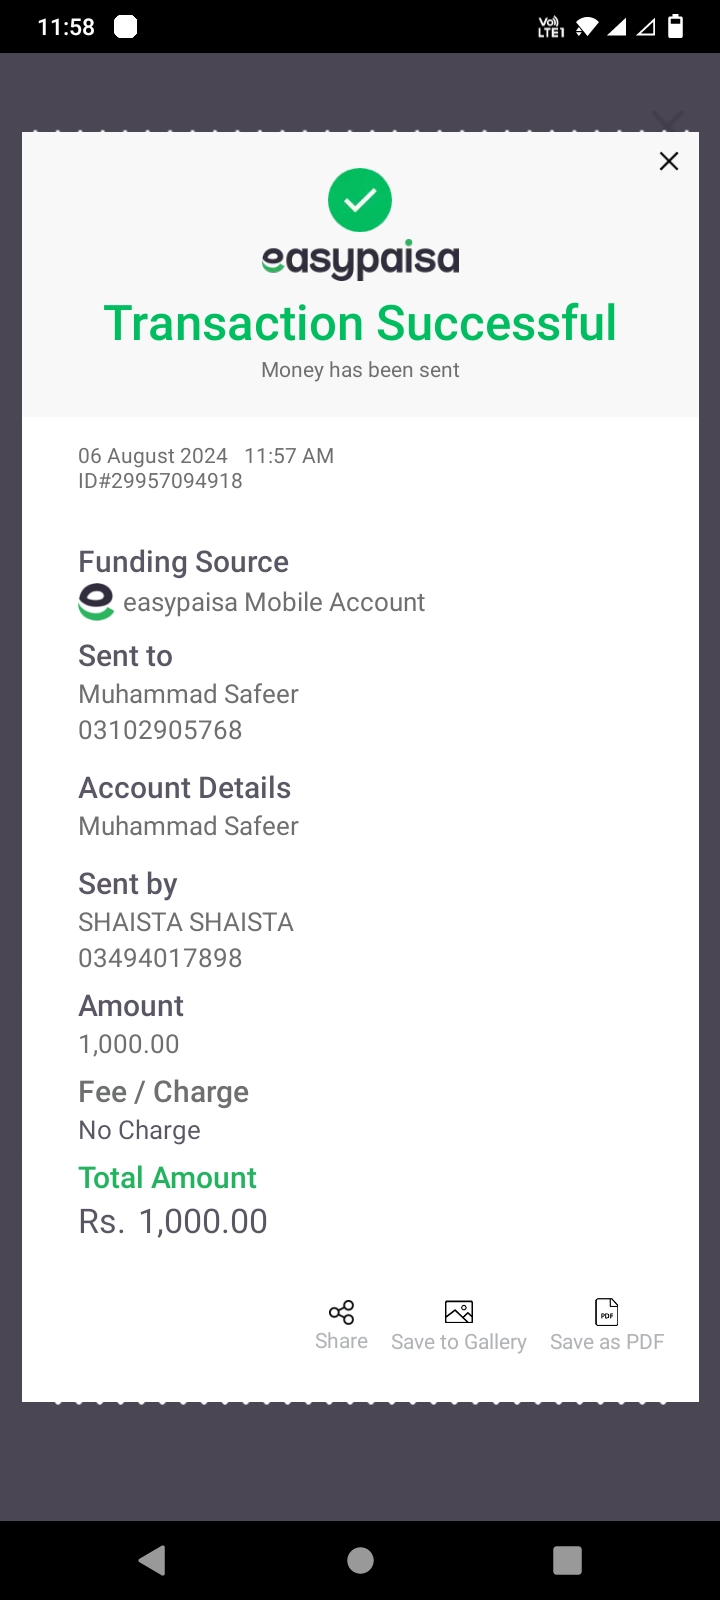 11:58
Vo)) LTE1
easypaisa
Transaction Successful
Money has been sent
06 August 2024 11:57 AM
ID#29957094918
Funding Source
easypaisa Mobile Account
Sent to
Muhammad Safeer
03102905768
Account Details
Muhammad Safeer
Sent by
SHAISTA SHAISTA
03494017898
Amount
1,000.00
Fee / Charge
No Charge
Total Amount
Rs. 1,000.00
PDF
Share Save to Gallery Save as PDF